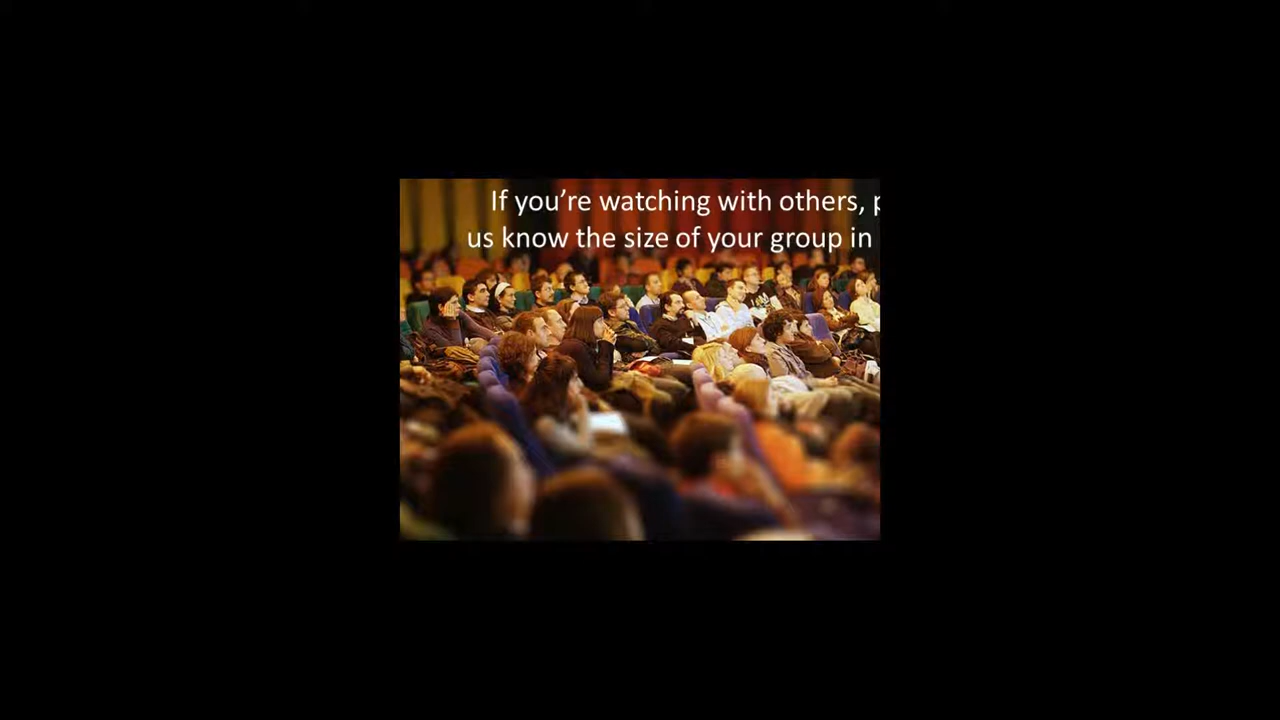 If you’re watching with others, p
us know the size of your group in